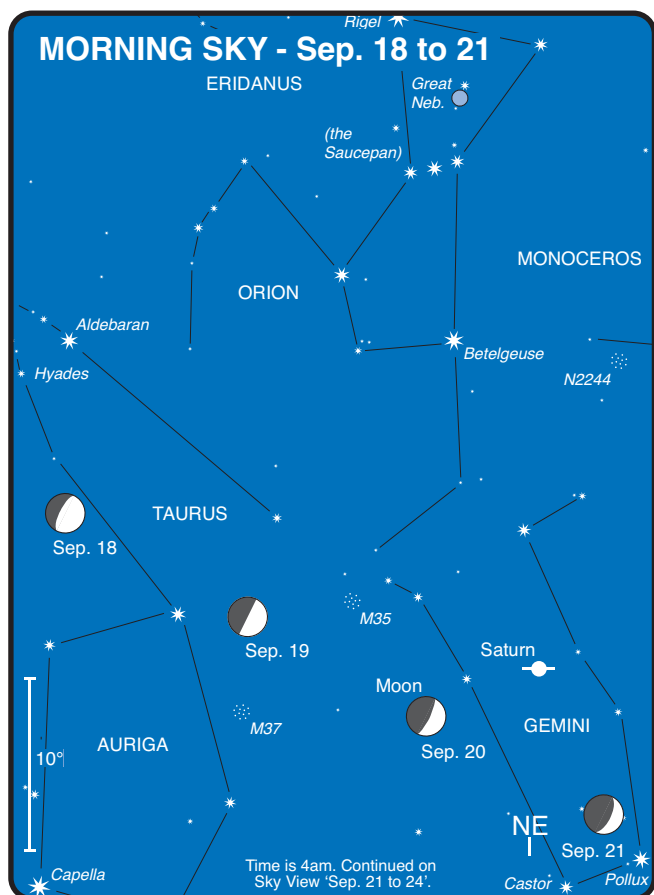 Rigel
MORNING SKY - Sep. 18 to 21
ERIDANUS
Great
Neb.
(the
Saucepan)
MONOCEROS
ORION
Aldebaran
Betelgeuse
Hyades
N2244
TAURUS
Sep. 18
M35
Sep. 19
Saturn
Moon
M37
GEMINI
AURIGA
Sep. 20
10°
NE
Sep. 21
Time is 4am. Continued on
Sky View ‘Sep. 21 to 24’.
Capella
Castor
Pollux